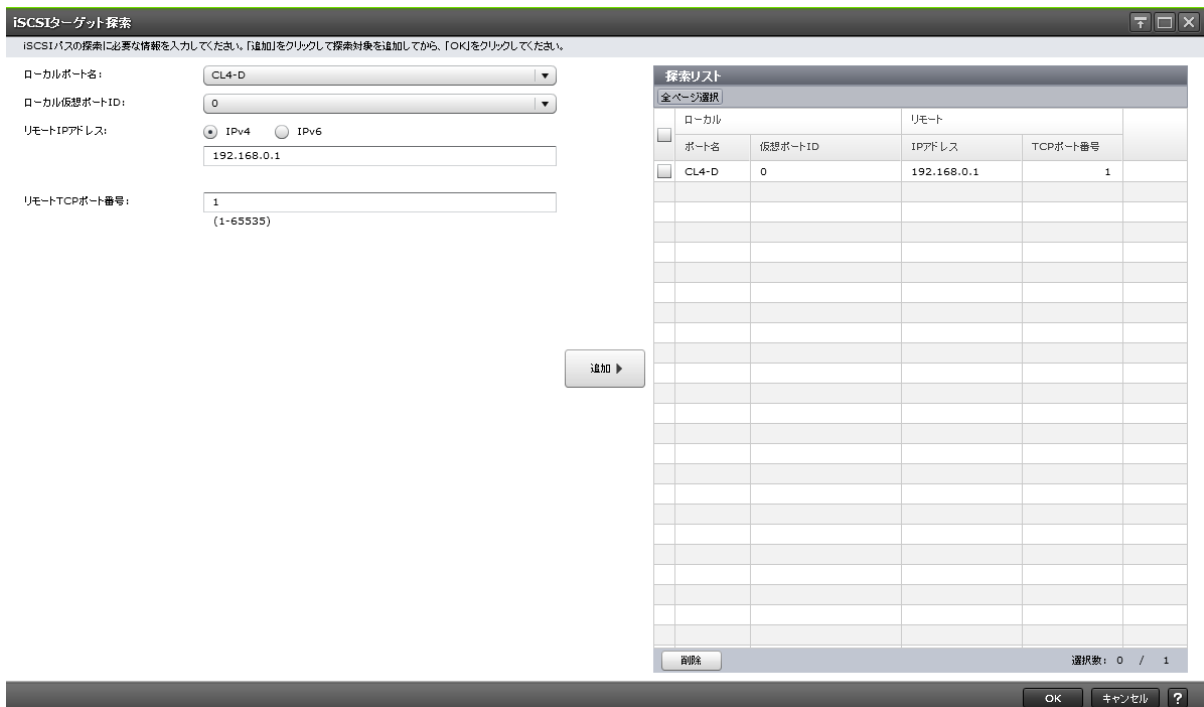 iSCSIターゲット探索
iSCSIパスの探索に必要な情報を入力してください。「追加」をクリックして探索対象を追加してから、「OK」をクリックしてください。
ローカルポート名:
CL4-D
ローカル仮想ポートID:
0
リモートIPアドレス:
IPv4 IPv6
192.168.0.1
リモートTCPポート番号:
1
(1-65535)
追加
探索リスト
全ページ選択
ローカル リモート
ポート名 仮想ポートID IPアドレス TCPポート番号
CL4-D 0 192.168.0.1 1
削除 選択数: 0 / 1
OK キャンセル ?